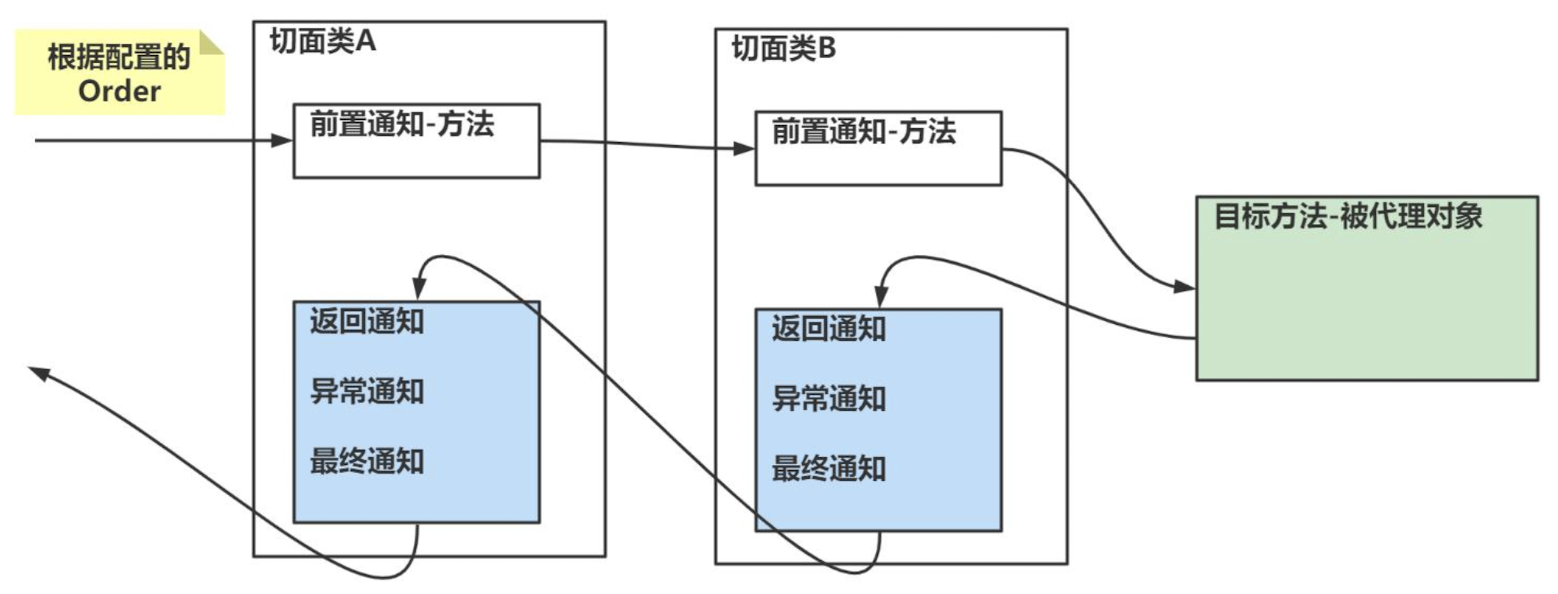 根据配置的
Order
切面类A
前置通知-方法
返回通知
异常通知
最终通知
切面类B
前置通知-方法
返回通知
异常通知
最终通知
目标方法-被代理对象